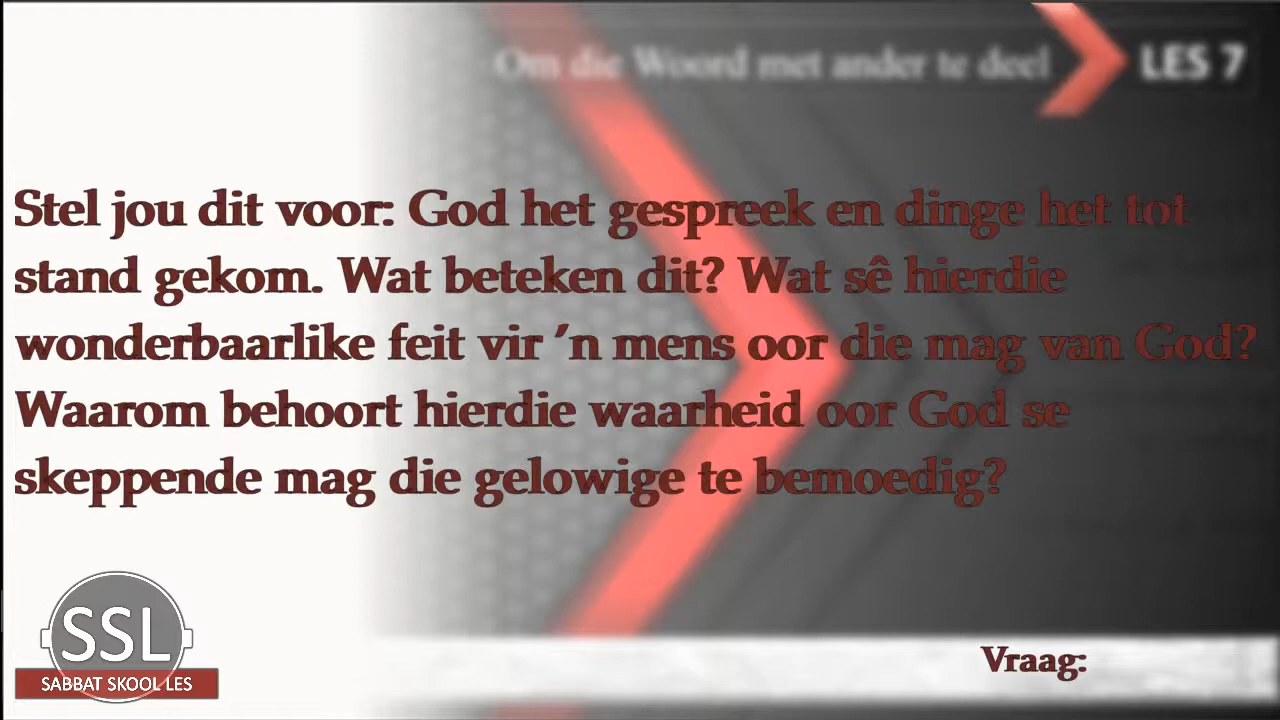 Om die Woord met ander te deel
LES 7
Stel jou dit voor: God het gespreek en dinge het tot
stand gekom. Wat beteken dit? Wat sê hierdie
wonderbaarlike feit vir ’n mens oor die mag van God?
Waarom behoort hierdie waarheid oor God se
skeppende mag die gelowige te bemoedig?
SSL
SABBAT SKOOL LES
Vraag: